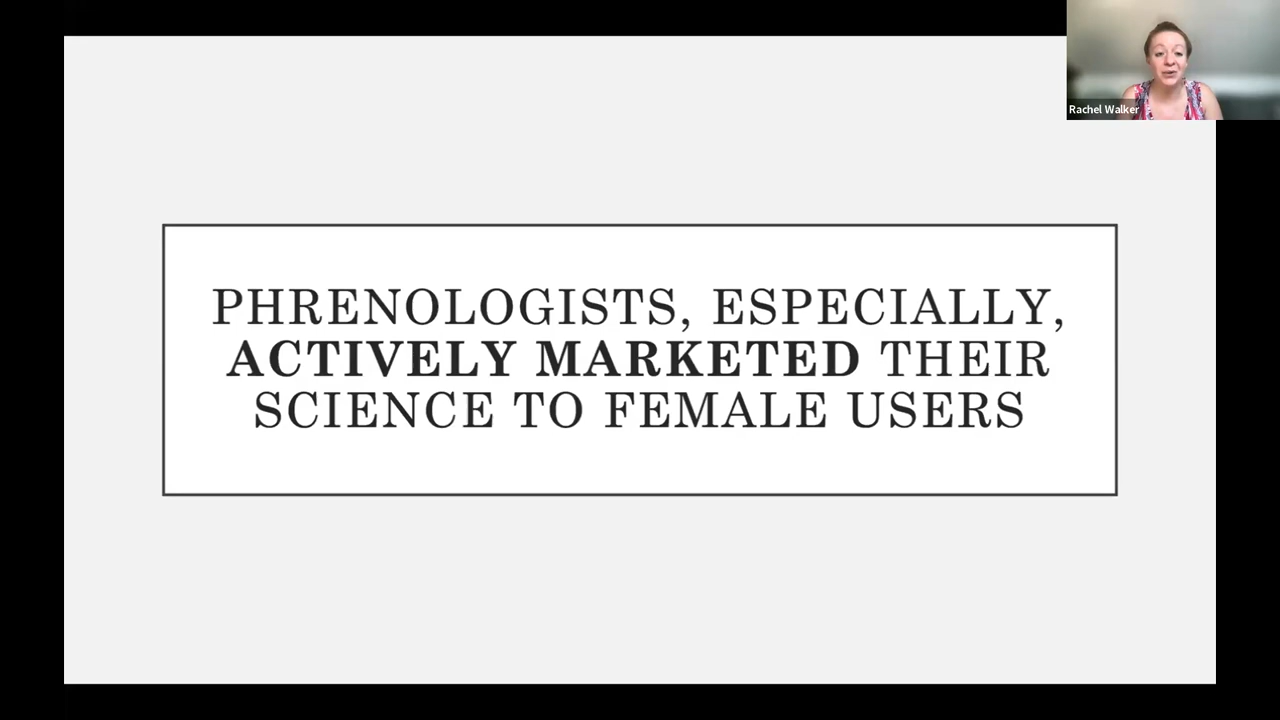 Rachel Walker
PHRENOLOGISTS, ESPECIALLY,
ACTIVELY MARKETED THEIR
SCIENCE TO FEMALE USERS